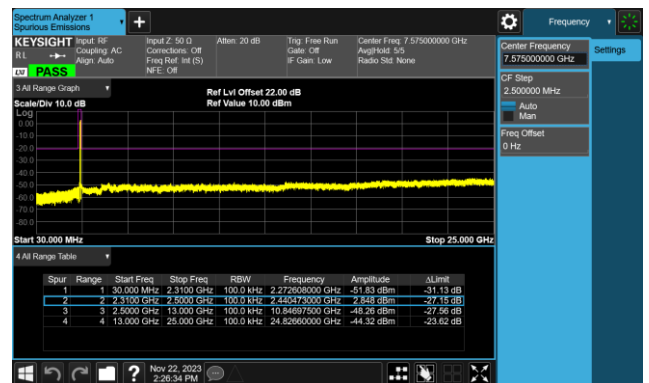 Spectrum Analyzer 1
Spurious Emissions
Frequency
KEYSIGHT Input: RF Input Z: 50 Ω Atten: 20 dB Trig: Free Run Center Freq: 7.575000000 GHz
RL Coupling: AC Corrections: Off Gate: Off Avg|Hold: 5/5
Align: Auto Freq Ref: Int (S) IF Gain: Low Radio Std: None
LXI PASS NFE: Off
Center Frequency
7.575000000 GHz
Settings
CF Step
2.500000 MHz
Auto
Man
Freq Offset
0 Hz
3 All Range Graph
Ref Lvl Offset 22.00 dB
Scale/Div 10.0 dB Ref Value 10.00 dBm
Log
0.00
-10.0
-20.0
-30.0
-40.0
-50.0
-60.0
-70.0
-80.0
Start 30.000 MHz Stop 25.000 GHz
4 All Range Table
Spur Range Start Freq Stop Freq RBW Frequency Amplitude ΔLimit
1 1 30.000 MHz 2.3100 GHz 100.0 kHz 2.272608000 GHz -51.83 dBm -31.13 dB
2 2 2.3100 GHz 2.5000 GHz 100.0 kHz 2.440473000 GHz 2.848 dBm -27.15 dB
3 3 2.5000 GHz 13.000 GHz 100.0 kHz 10.84697500 GHz -48.26 dBm -27.56 dB
4 4 13.000 GHz 25.000 GHz 100.0 kHz 24.82660000 GHz -44.32 dBm -23.62 dB
? Nov 22, 2023
2:26:34 PM